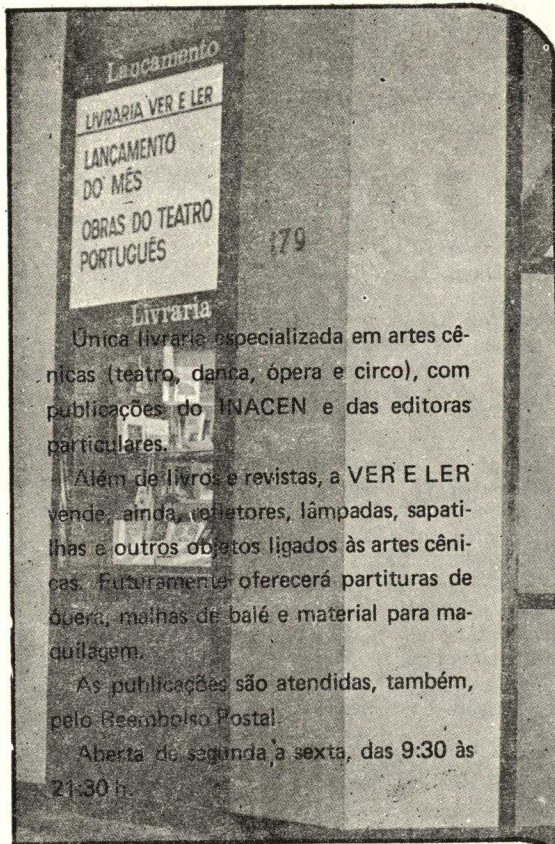 Lançamento
LIVRARIA VER E LER
LANÇAMENTO
DO MÊS
OBRAS DO TEATRO
PORTUGUÊS
179
Livraria
Única livraria especializada em artes cê-
nicas (teatro, dança, ópera e circo), com
publicações do INACEN e das editoras
particulares.
Além de livros e revistas, a VER E LER
vende, ainda, refletores, lâmpadas, sapati-
lhas e outros objetos ligados às artes cêni-
cas. Futuramente oferecerá partituras de
ópera, malhas de balé e material para ma-
quilagem.
As publicações são atendidas, também,
pelo Reembolso Postal.
Aberta de segunda a sexta, das 9:30 às
21:30 h.